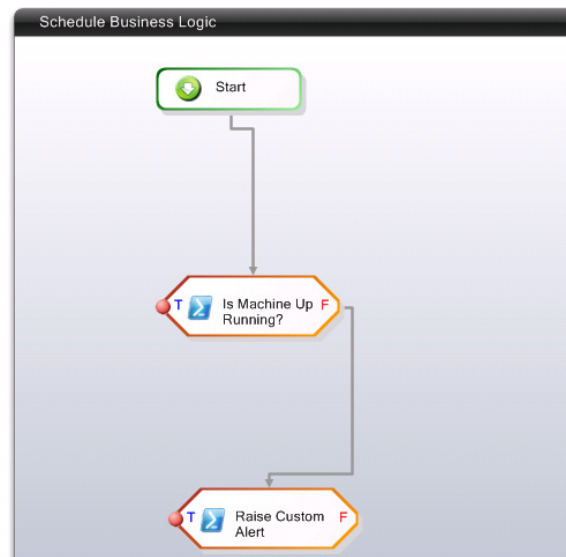 Schedule Business Logic
Start
T Is Machine Up F
Running?
T Raise Custom F
Alert